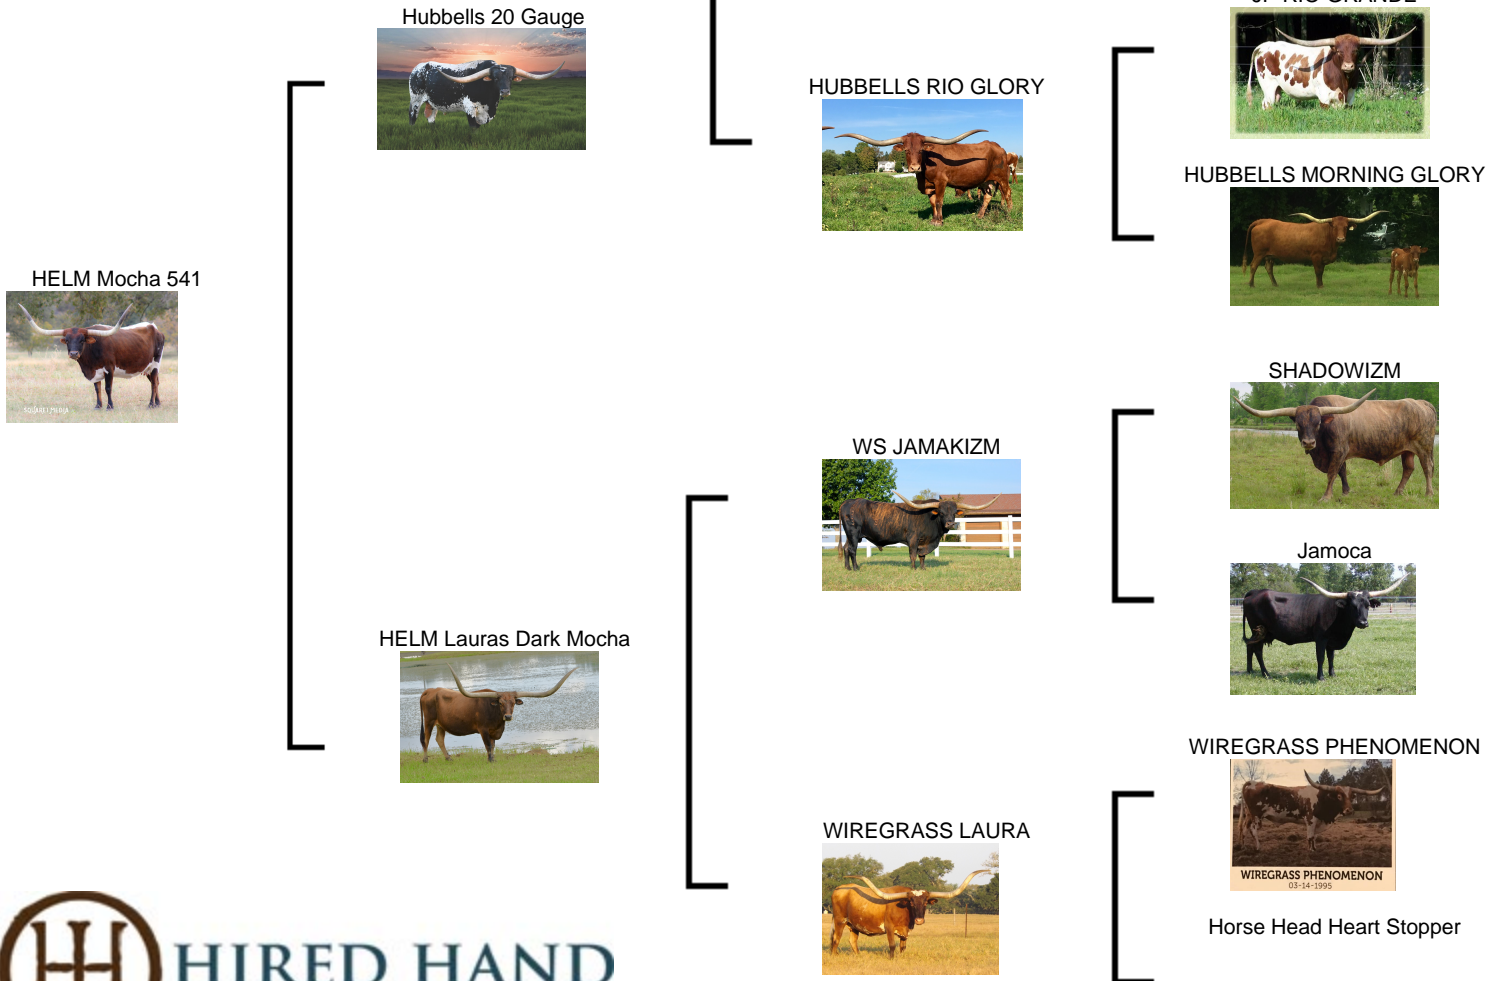 Hubbells 20 Gauge
HUBBELLS RIO GLORY
HUBBELLS MORNING GLORY
HELM Mocha 541
SHADOWIZM
WS JAMAKIZM
Jamoca
HELM Lauras Dark Mocha
WIREGRASS PHENOMENON
WIREGRASS PHENOMENON
03-14-1995
WIREGRASS LAURA
Horse Head Heart Stopper
HIRED HAND